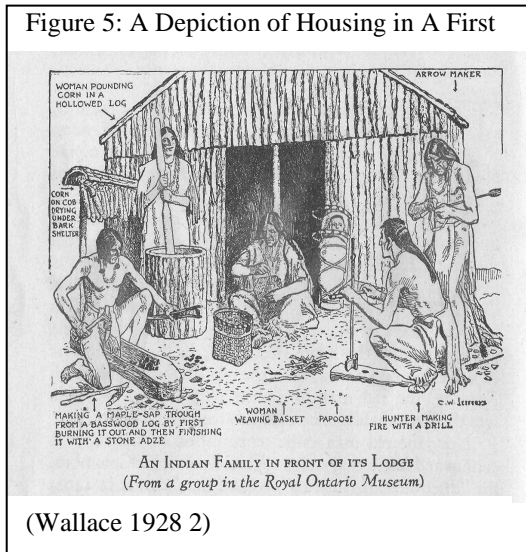 Figure 5: A Depiction of Housing in A First
WOMAN POUNDING
CORN IN A
HOLLOWED LOG
ARROW MAKER
CORN
ON COB
DRYING
UNDER
BARK
SHELTER
C.W. JEFFERYS
MAKING A MAPLE-SAP TROUGH
FROM A BASSWOOD LOG BY FIRST
BURNING IT OUT AND THEN FINISHING
IT WITH A STONE ADZE
WOMAN
WEAVING BASKET
PAPOOSE
HUNTER MAKING
FIRE WITH A DRILL
AN INDIAN FAMILY IN FRONT OF ITS LODGE
(From a group in the Royal Ontario Museum)
(Wallace 1928 2)